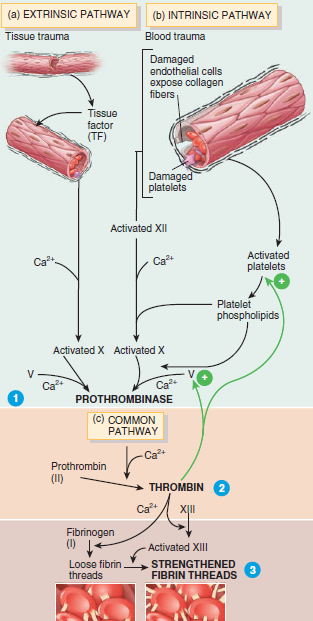 (a) EXTRINSIC PATHWAY
(b) INTRINSIC PATHWAY
Tissue trauma
Blood trauma
Damaged
endothelial cells
expose collagen
fibers
Tissue
factor
(TF)
Damaged
platelets
Activated XII
Ca2+
Ca2+
Activated
platelets
+
Platelet
phospholipids
Activated X
Activated X
V
Ca2+
V
+
Ca2+
1
PROTHROMBINASE
(c) COMMON
PATHWAY
Ca2+
Prothrombin
(II)
THROMBIN
2
Ca2+
XIII
Fibrinogen
(I)
Activated XIII
Loose fibrin
threads
STRENGTHENED
FIBRIN THREADS
3